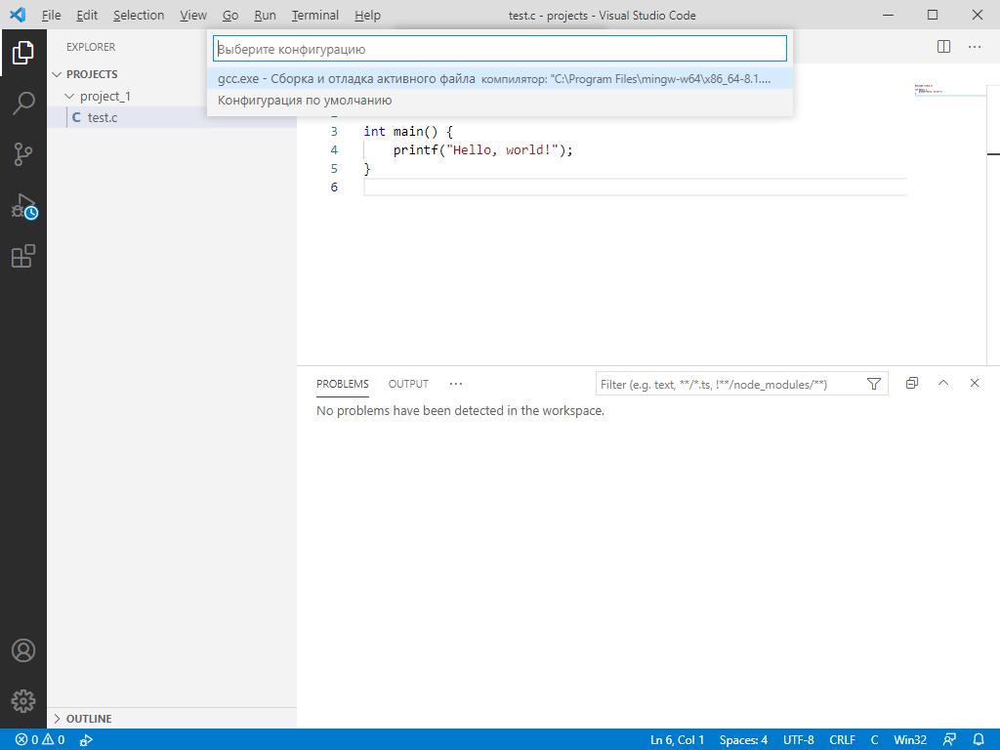 File Edit Selection View Go Run Terminal Help test.c - projects - Visual Studio Code
EXPLORER
Выберите конфигурацию
gcc.exe - Сборка и отладка активного файла компилятор: "C:\Program Files\mingw-w64\x86_64-8.1....
Конфигурация по умолчанию
PROJECTS
project_1
C test.c
3 int main() {
4 printf("Hello, world!");
5 }
6
PROBLEMS OUTPUT ... Filter (e.g. text, **/*.ts, !**/node_modules/**)
No problems have been detected in the workspace.
OUTLINE
0 0 Ln 6, Col 1 Spaces: 4 UTF-8 CRLF C Win32